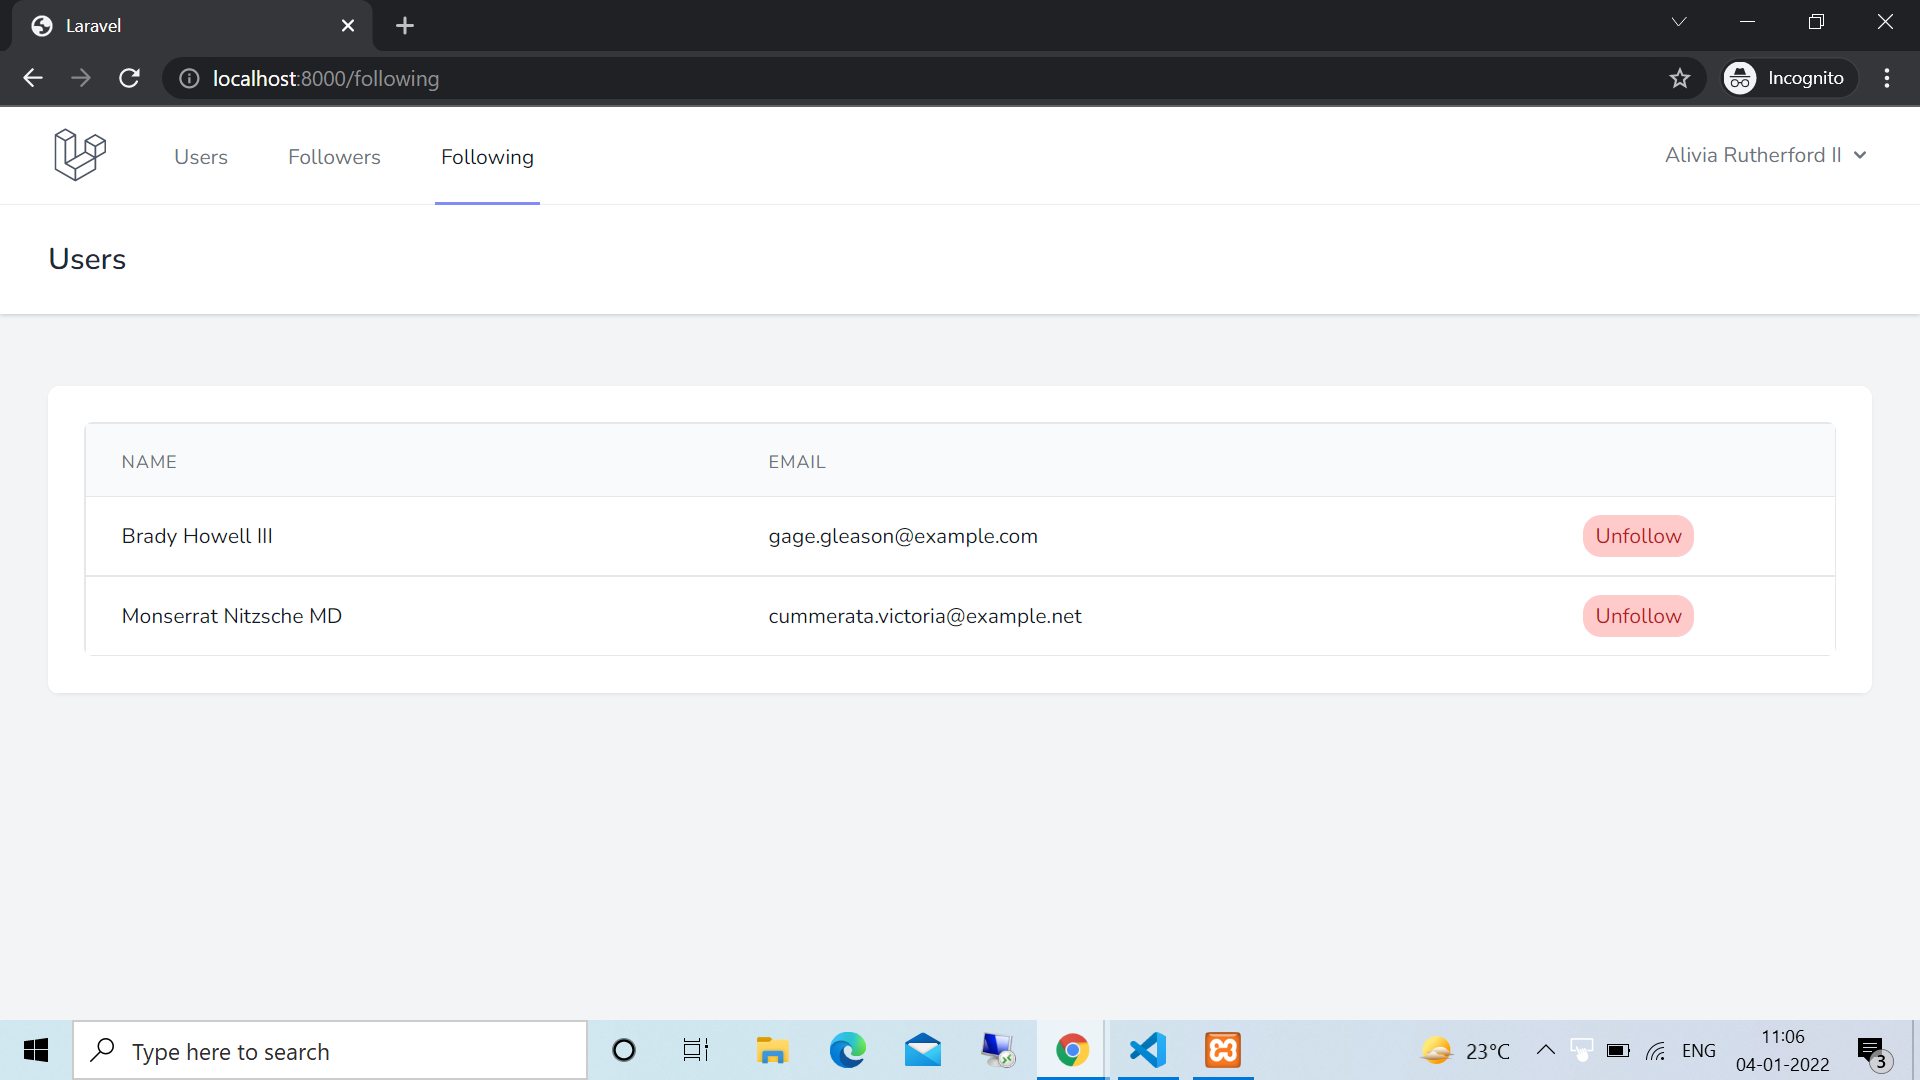 Laravel
localhost:8000/following
Incognito
Users
Followers
Following
Alivia Rutherford II
Users
NAME
EMAIL
Brady Howell III
gage.gleason@example.com
Unfollow
Monserrat Nitzsche MD
cummerata.victoria@example.net
Unfollow
Type here to search
23°C
ENG
11:06
04-01-2022
3